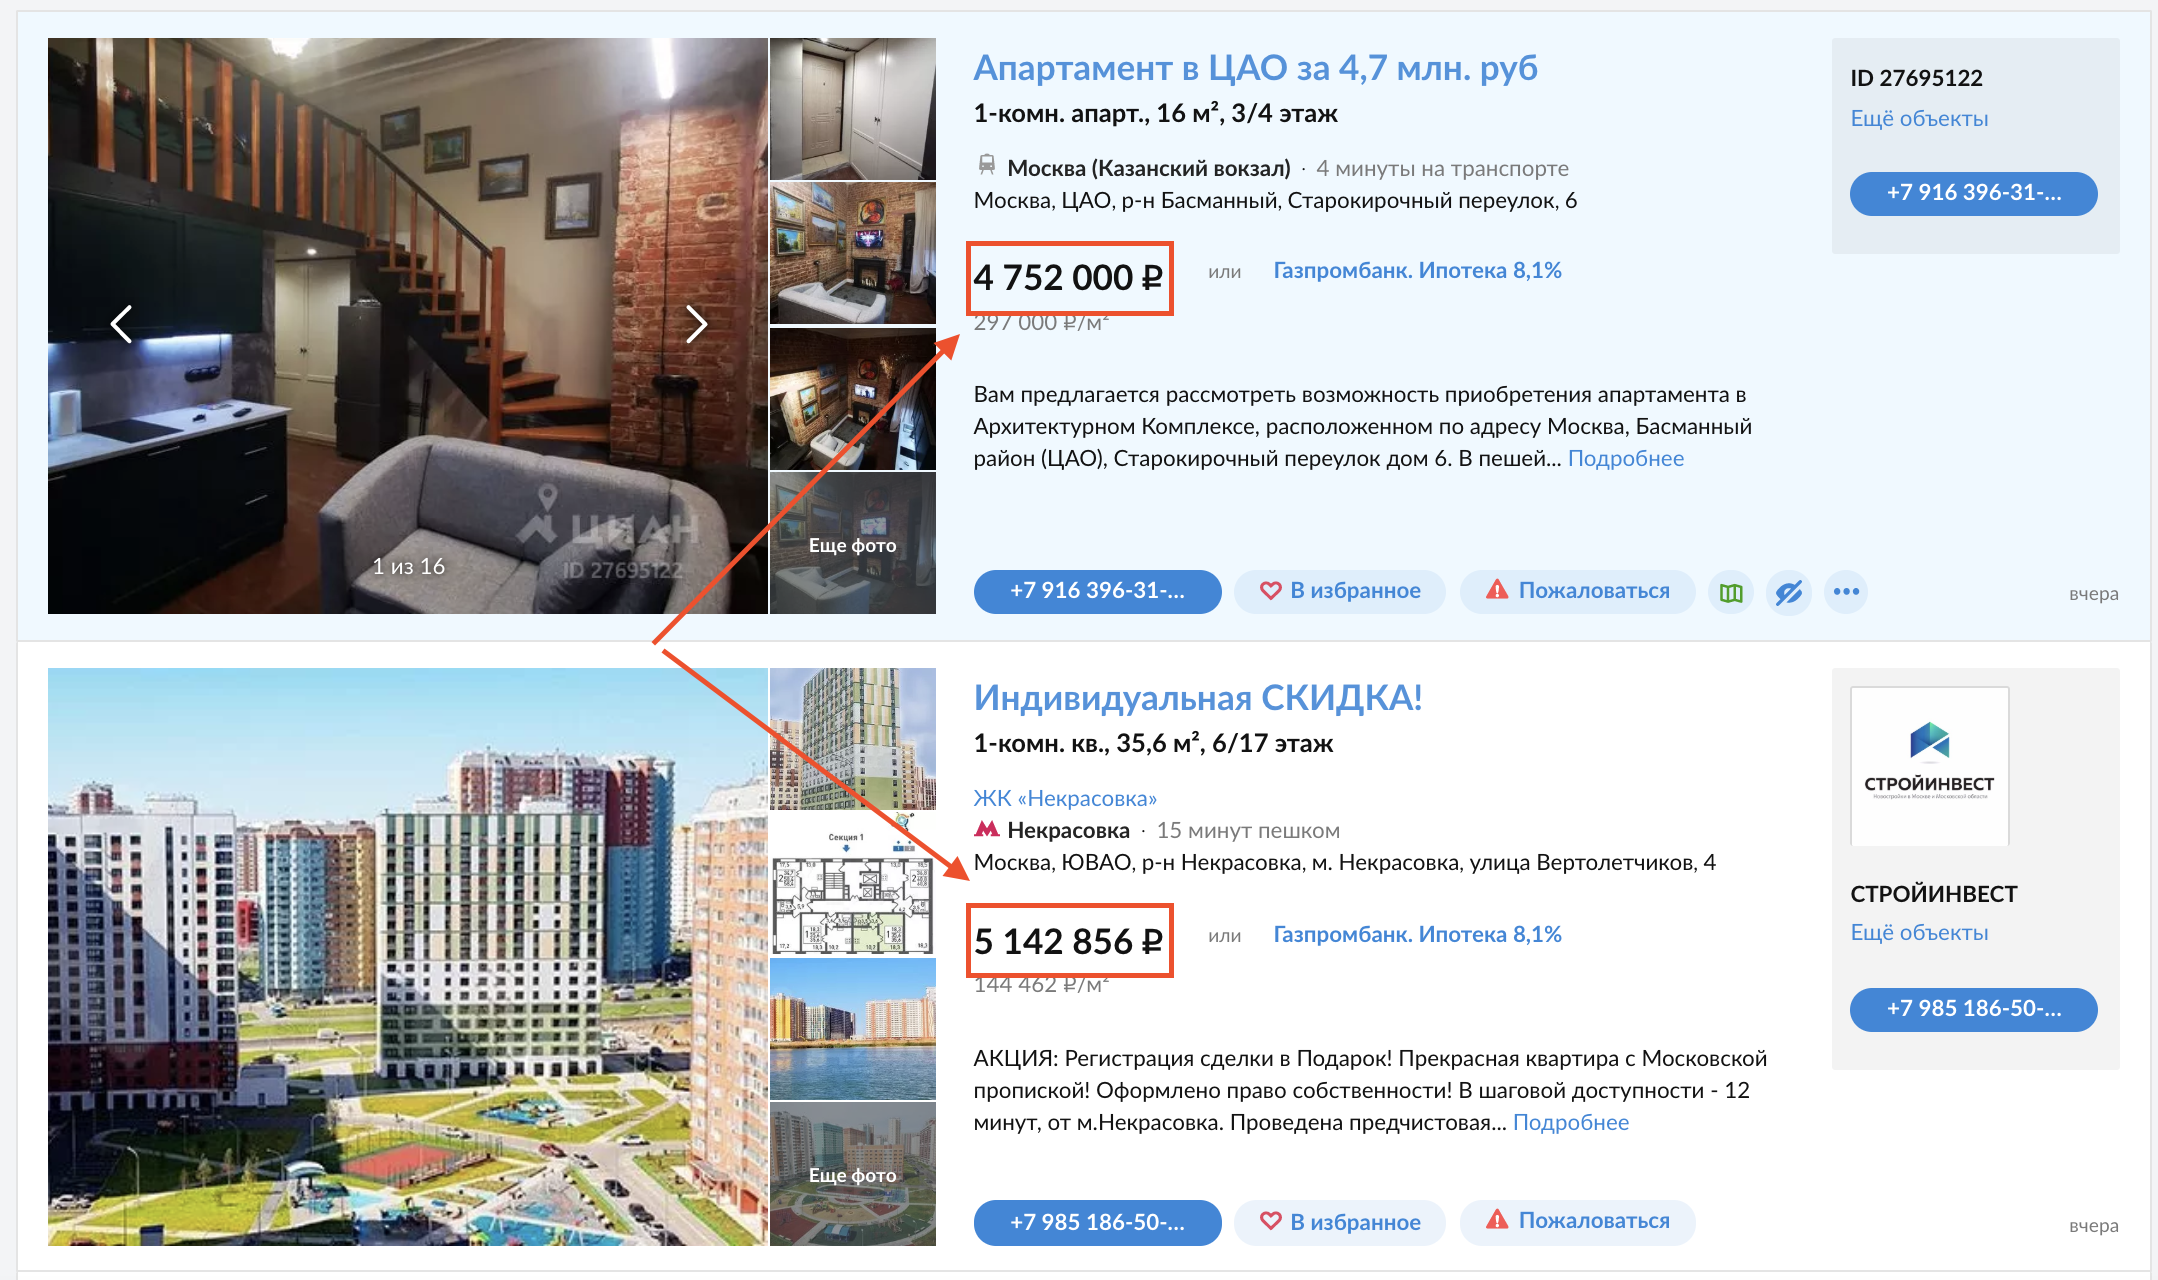 Апартамент в ЦАО за 4,7 млн. руб
1-комн. апарт., 16 м², 3/4 этаж
Москва (Казанский вокзал) · 4 минуты на транспорте
Москва, ЦАО, р-н Басманный, Старокирочный переулок, 6
4 752 000 ₽ или Газпромбанк. Ипотека 8,1%
297 000 ₽/м²
Вам предлагается рассмотреть возможность приобретения апартамента в
Архитектурном Комплексе, расположенном по адресу Москва, Басманный
район (ЦАО), Старокирочный переулок дом 6. В пешей... Подробнее
+7 916 396-31-... В избранное Пожаловаться
вчера
ID 27695122
Ещё объекты
+7 916 396-31-...
ЦИАН
ID 27695122
1 из 16
Еще фото
Индивидуальная СКИДКА!
1-комн. кв., 35,6 м², 6/17 этаж
ЖК «Некрасовка»
Некрасовка · 15 минут пешком
Москва, ЮВАО, р-н Некрасовка, м. Некрасовка, улица Вертолетчиков, 4
5 142 856 ₽ или Газпромбанк. Ипотека 8,1%
144 462 ₽/м²
АКЦИЯ: Регистрация сделки в Подарок! Прекрасная квартира с Московской
пропиской! Оформлено право собственности! В шаговой доступности - 12
минут, от м.Некрасовка. Проведена предчистовая... Подробнее
+7 985 186-50-... В избранное Пожаловаться
вчера
СТРОЙИНВЕСТ
Новостройки в Москве и Московской области
СТРОЙИНВЕСТ
Ещё объекты
+7 985 186-50-...
Секция 1
Еще фото